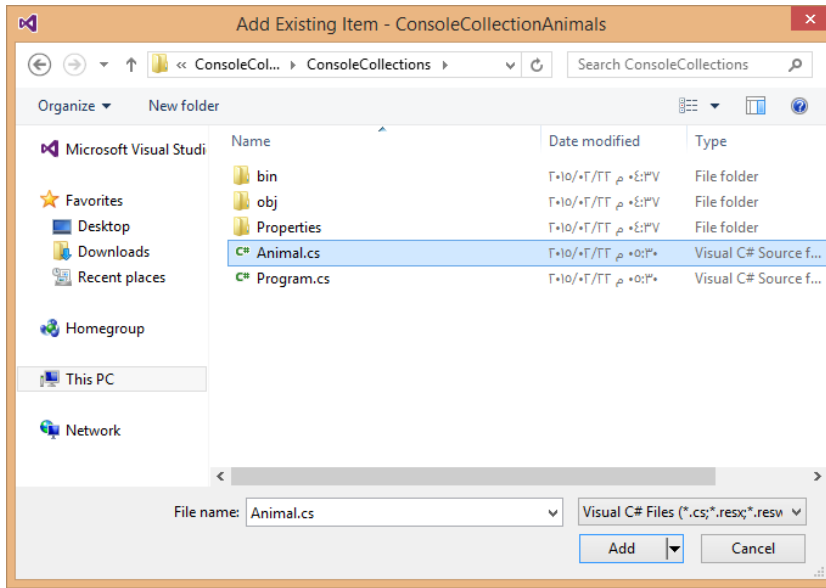 Add Existing Item - ConsoleCollectionAnimals
« ConsoleCol... ConsoleCollections Search ConsoleCollections
Organize New folder
Name Date modified Type
Microsoft Visual Studi
bin ٢٠١٥/٠٢/٢٢ م ٠٤:٣٧ File folder
Favorites obj ٢٠١٥/٠٢/٢٢ م ٠٤:٣٧ File folder
Desktop Properties ٢٠١٥/٠٢/٢٢ م ٠٤:٣٧ File folder
Downloads C# Animal.cs ٢٠١٥/٠٢/٢٢ م ٠٥:٣٠ Visual C# Source f...
Recent places C# Program.cs ٢٠١٥/٠٢/٢٢ م ٠٥:٣٠ Visual C# Source f...
Homegroup
This PC
Network
File name: Animal.cs Visual C# Files (*.cs;*.resx;*.resw
Add Cancel